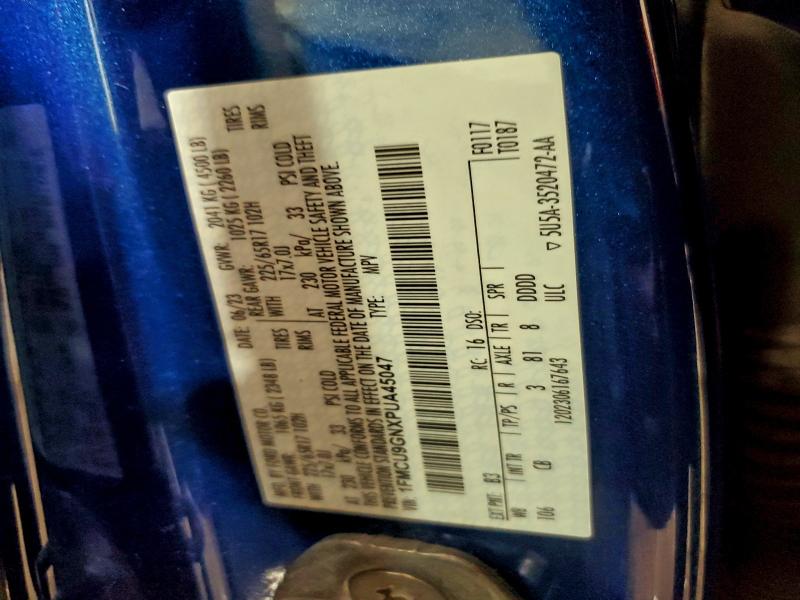 MFD. BY FORD MOTOR CO.
DATE: 06/23 GVWR: 2041 KG ( 4500 LB)
FRONT GAWR: 1065 KG ( 2348 LB) REAR GAWR: 1025 KG ( 2260 LB)
WITH 225/65R17 102H TIRES WITH 225/65R17 102H TIRES
17x7.0J RIMS 17x7.0J RIMS
AT 230 kPa/ 33 PSI COLD AT 230 kPa/ 33 PSI COLD
THIS VEHICLE CONFORMS TO ALL APPLICABLE FEDERAL MOTOR VEHICLE SAFETY AND THEFT
PREVENTION STANDARDS IN EFFECT ON THE DATE OF MANUFACTURE SHOWN ABOVE.
VIN: 1FMCU9GNXPUA45047 TYPE: MPV
F0117
T0187
EXT PNT: B3 RC: 16 DSO:
WB INT TR TP/PS R AXLE TR SPR
106 CB 3 81 8 DDDD
1202306167643 ULC ▽ 5U5A-3520472-AA